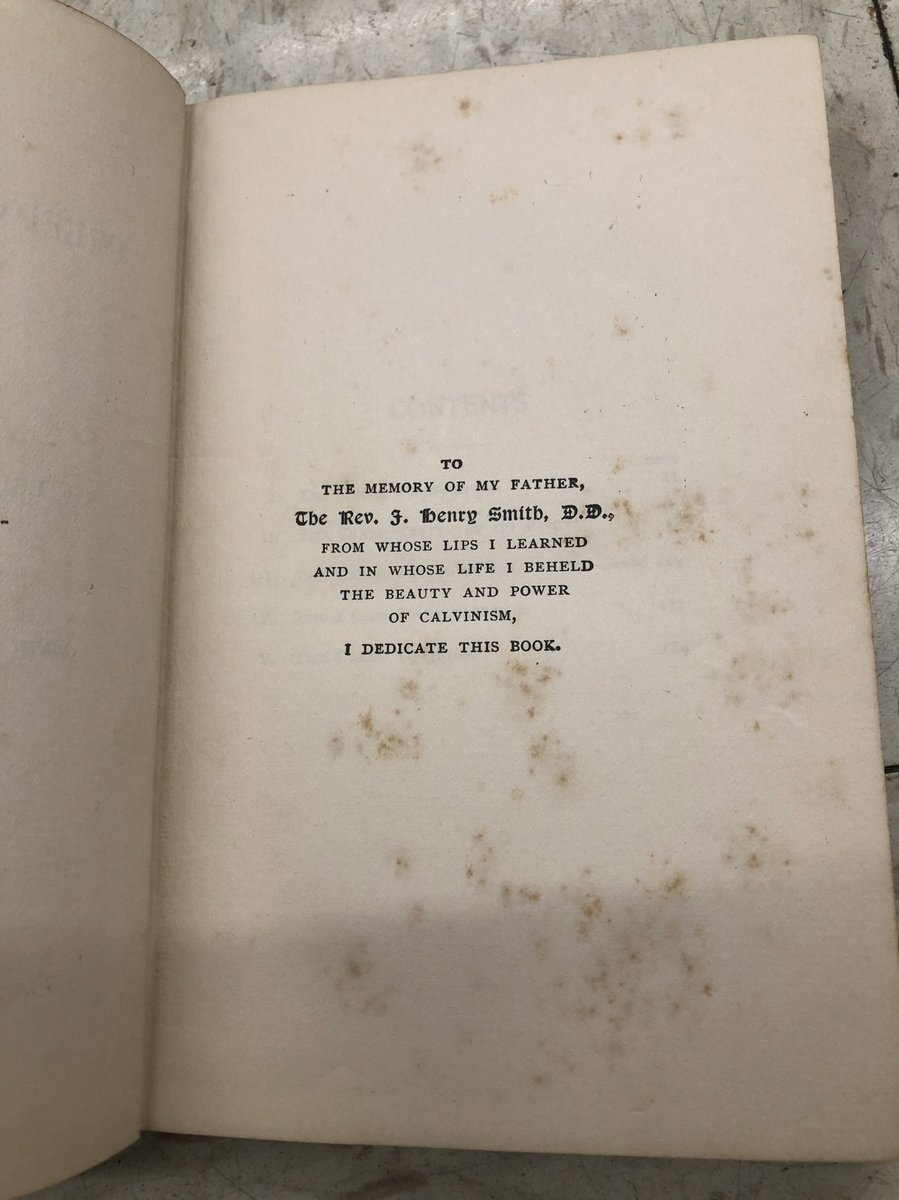 CONTENTS
TO
THE MEMORY OF MY FATHER,
The Rev. J. Henry Smith, D.D.,
FROM WHOSE LIPS I LEARNED
AND IN WHOSE LIFE I BEHELD
THE BEAUTY AND POWER
OF CALVINISM,
I DEDICATE THIS BOOK.